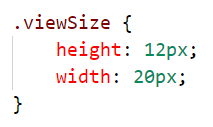 .viewSize {
    height: 12px;
    width: 20px;
}